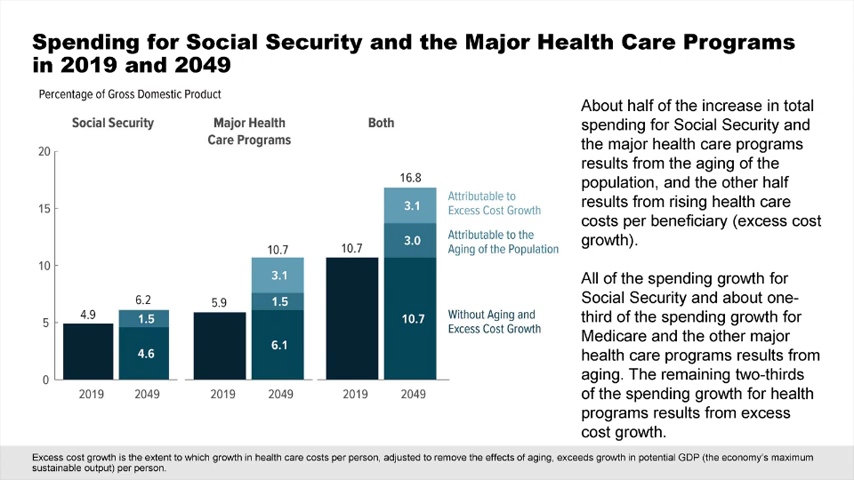 Spending for Social Security and the Major Health Care Programs
in 2019 and 2049
Percentage of Gross Domestic Product
Social Security
Major Health
Care Programs
Both
20
15
10
5
0
4.9
6.2
1.5
4.6
5.9
10.7
3.1
1.5
6.1
10.7
16.8
3.1
3.0
10.7
2019
2049
2019
2049
2019
2049
Attributable to
Excess Cost Growth
Attributable to the
Aging of the Population
Without Aging and
Excess Cost Growth
About half of the increase in total
spending for Social Security and
the major health care programs
results from the aging of the
population, and the other half
results from rising health care
costs per beneficiary (excess cost
growth).
All of the spending growth for
Social Security and about one-
third of the spending growth for
Medicare and the other major
health care programs results from
aging. The remaining two-thirds
of the spending growth for health
programs results from excess
cost growth.
Excess cost growth is the extent to which growth in health care costs per person, adjusted to remove the effects of aging, exceeds growth in potential GDP (the economy's maximum
sustainable output) per person.